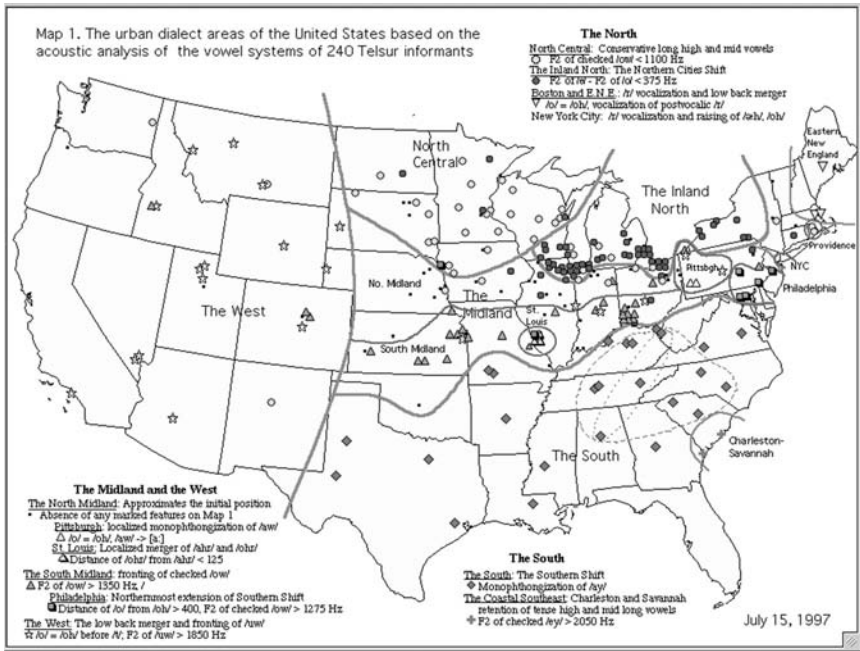 Map 1. The urban dialect areas of the United States based on the
acoustic analysis of the vowel systems of 240 Telsur informants
The North
North Central: Conservative long high and mid vowels
F2 of checked /ow/ < 1100 Hz
The Inland North: The Northern Cities Shift
F2 of /e/ - F2 of /o/ < 375 Hz
Boston and E.N.E.: /r/ vocalization and low back merger
/o/ = /oh/, vocalization of postvocalic /r/
New York City: /r/ vocalization and raising of /æh/, /oh/
North
Central
Eastern
New
England
The Inland
North
Providence
NYC
Pittsbgh
Philadelphia
No. Midland
The
Midland
St.
Louis
The West
South Midland
The South
Charleston-
Savannah
The Midland and the West
The North Midland: Approximates the initial position
• Absence of any marked features on Map 1
Pittsburgh: localized monophthongization of /aw/
/o/ = /oh/, /aw/ -> [a:]
St. Louis: Localized merger of /ahr/ and /ohr/
Distance of /ohr/ from /ahr/ < 125
The South Midland: fronting of checked /ow/
F2 of /ow/ > 1350 Hz, /
Philadelphia: Northernmost extension of Southern Shift
Distance of /o/ from /oh/ > 400, F2 of checked /ow/ > 1275 Hz
The West: The low back merger and fronting of /uw/
/o/ = /oh/ before /t/; F2 of /uw/ > 1850 Hz
The South
The South: The Southern Shift
Monophthongization of /ay/
The Coastal Southeast: Charleston and Savannah
retention of tense high and mid long vowels
F2 of checked /ey/ > 2050 Hz
July 15, 1997